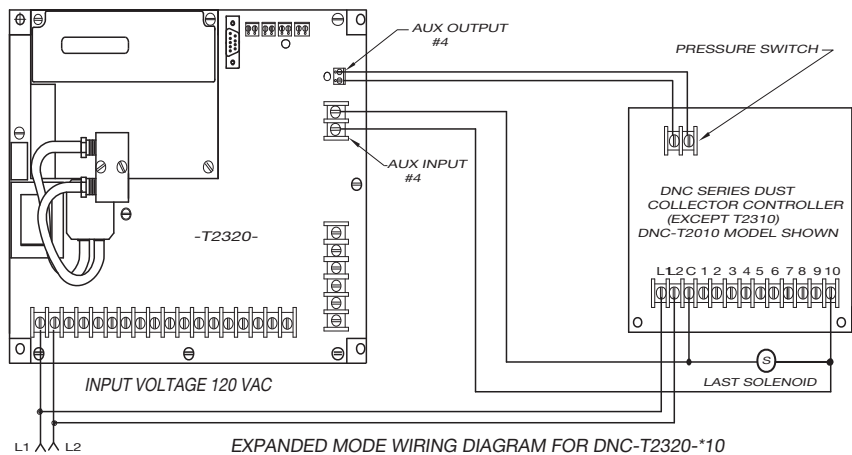 AUX OUTPUT
#4
PRESSURE SWITCH
AUX INPUT
#4
DNC SERIES DUST
COLLECTOR CONTROLLER
(EXCEPT T2310)
DNC-T2010 MODEL SHOWN
-T2320-
L1 L2 C 1 2 3 4 5 6 7 8 9 10
S
LAST SOLENOID
INPUT VOLTAGE 120 VAC
L1 L2
EXPANDED MODE WIRING DIAGRAM FOR DNC-T2320-*10